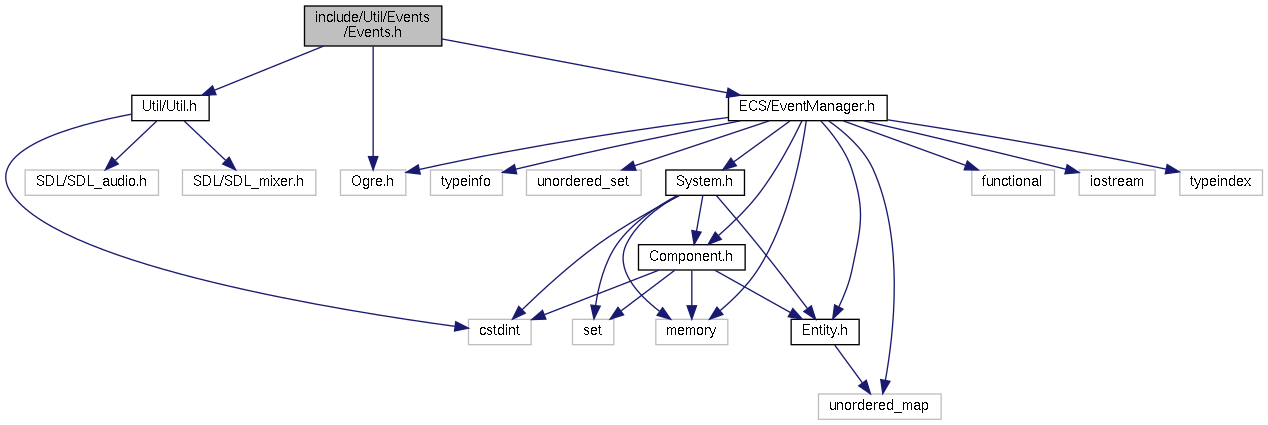 include/Util/Events
/Events.h
Util/Util.h
ECS/EventManager.h
SDL/SDL_audio.h
SDL/SDL_mixer.h
Ogre.h
typeinfo
unordered_set
System.h
functional
iostream
typeindex
Component.h
cstdint
set
memory
Entity.h
unordered_map